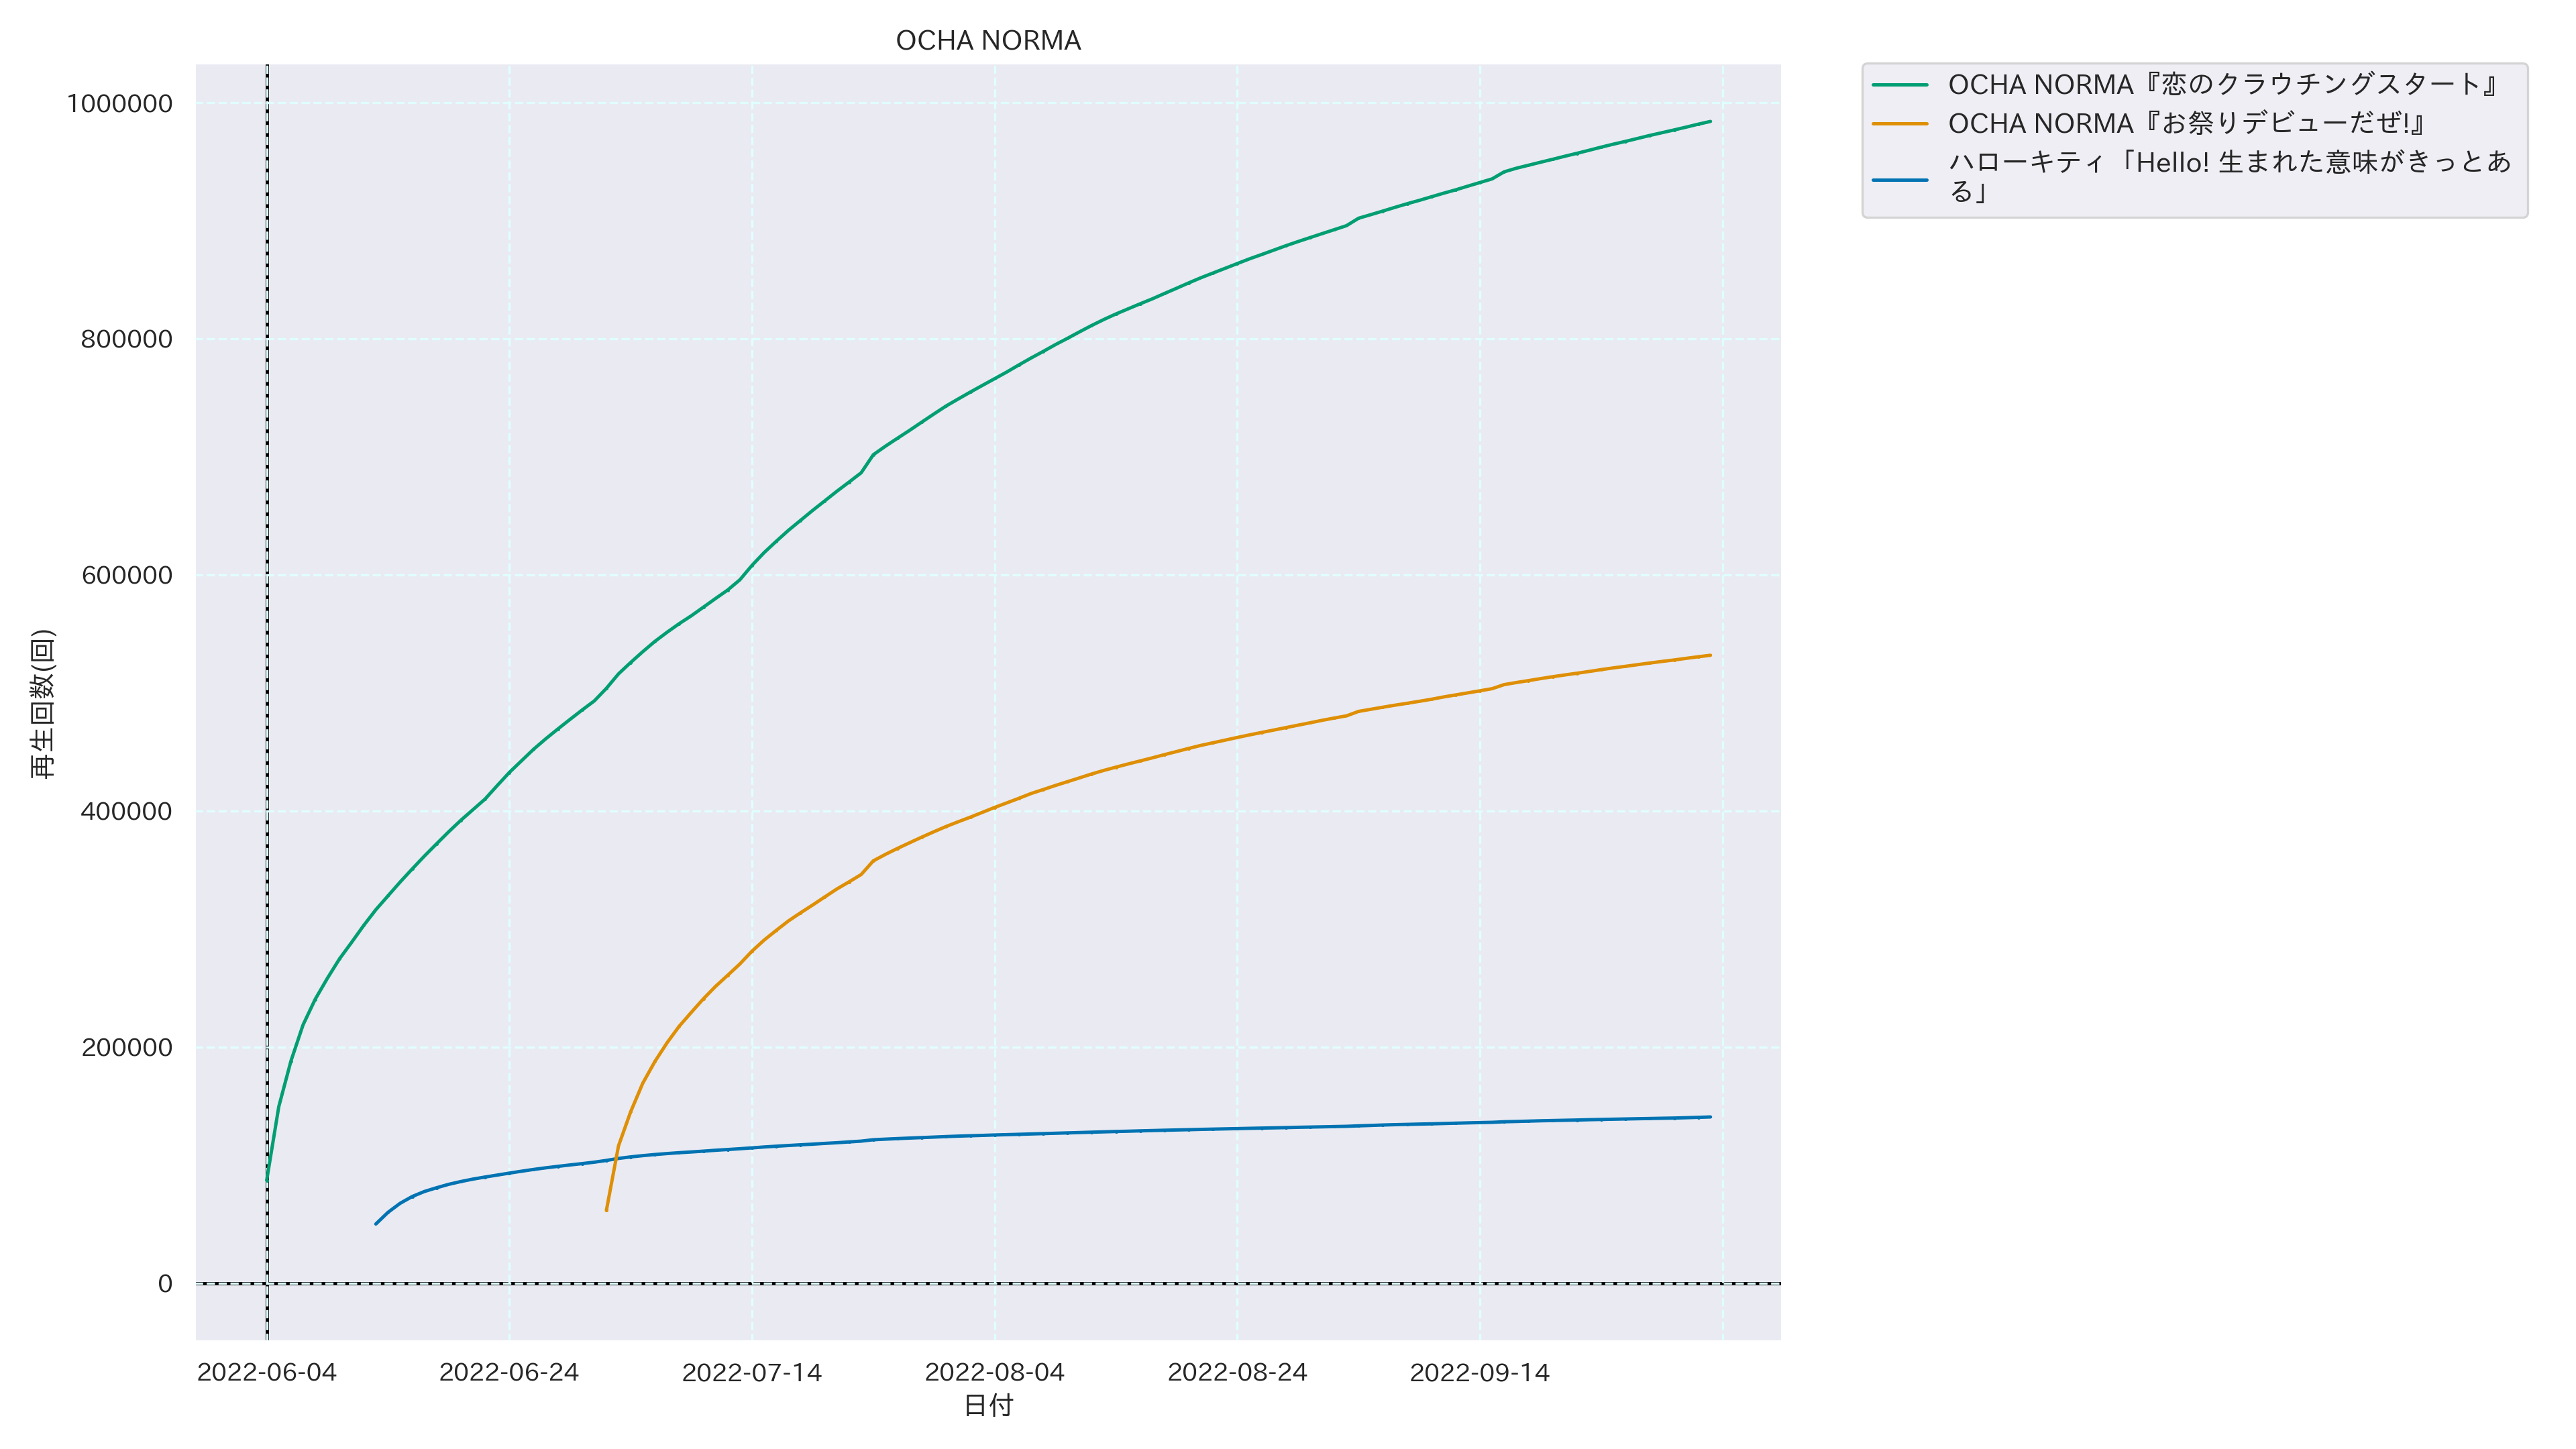 OCHA NORMA
OCHA NORMA『恋のクラウチングスタート』
OCHA NORMA『お祭りデビューだぜ!』
ハローキティ「Hello! 生まれた意味がきっとあ
る」
再生回数(回)
1000000
800000
600000
400000
200000
0
2022-06-04
2022-06-24
2022-07-14
2022-08-04
2022-08-24
2022-09-14
日付